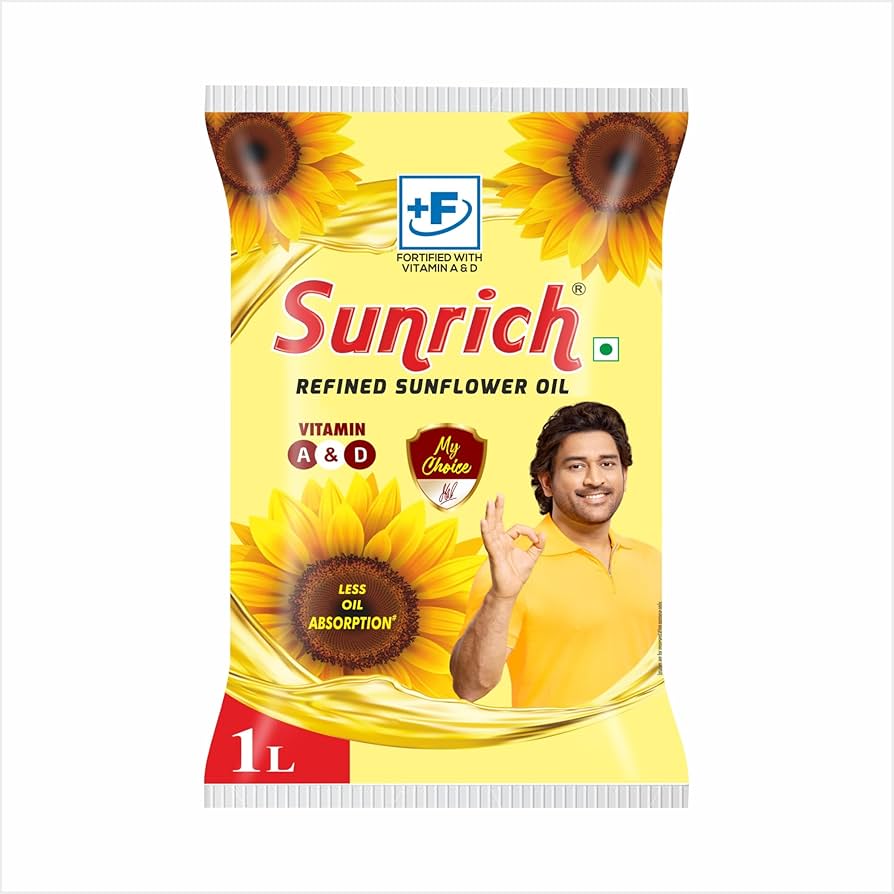 +F
FORTIFIED WITH
VITAMIN A & D
Sunrich®
REFINED SUNFLOWER OIL
VITAMIN
A & D
My
Choice
LESS
OIL
ABSORPTION#
1L